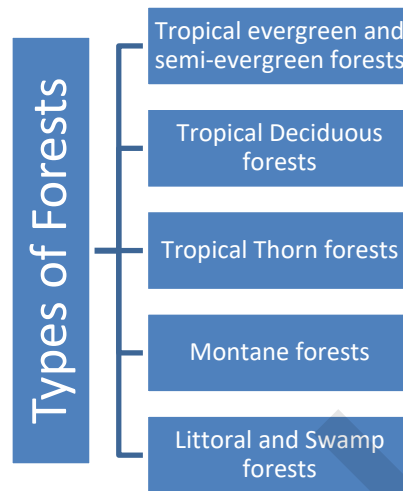 Types of Forests
Tropical evergreen and
semi-evergreen forests
Tropical Deciduous
forests
Tropical Thorn forests
Montane forests
Littoral and Swamp
forests